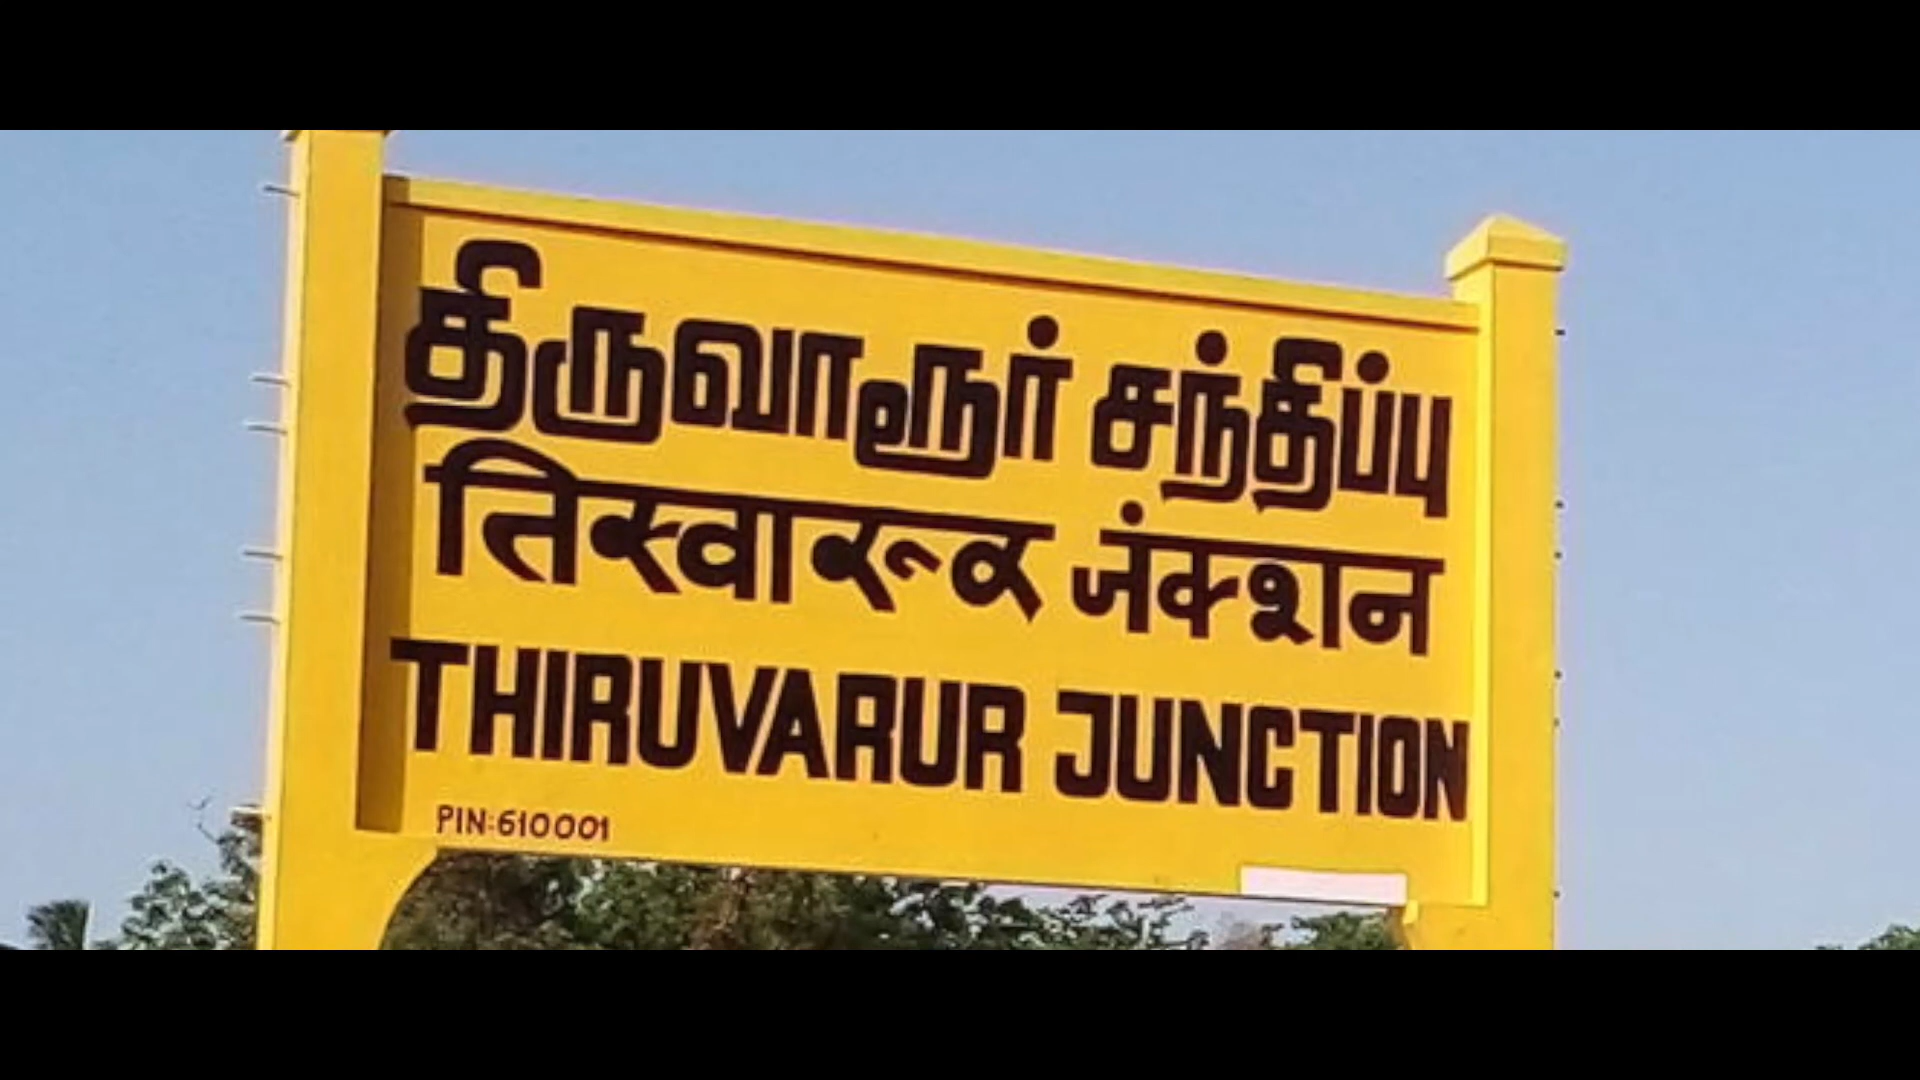 திருவாரூர் சந்திப்பு
तिरुवारूर जंक्शन
THIRUVARUR JUNCTION
PIN:610001